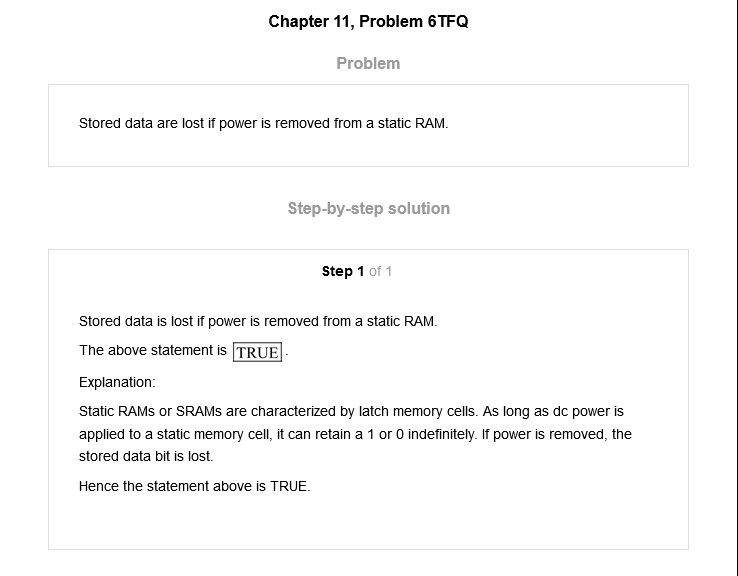 Chapter 11, Problem 6TFQ
Problem
Stored data are lost if power is removed from a static RAM.
Step-by-step solution
Step 1 of 1
Stored data is lost if power is removed from a static RAM.
The above statement is TRUE.
Explanation:
Static RAMs or SRAMs are characterized by latch memory cells. As long as dc power is
applied to a static memory cell, it can retain a 1 or 0 indefinitely. If power is removed, the
stored data bit is lost.
Hence the statement above is TRUE.